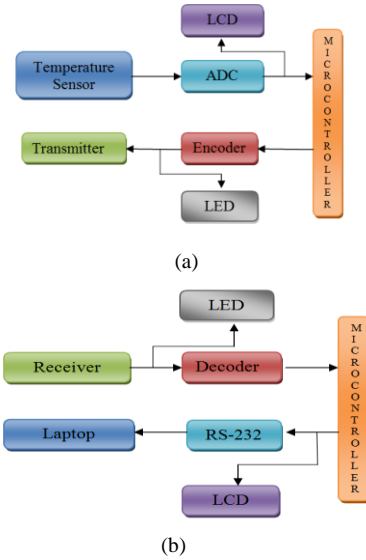 LCD
Temperature
Sensor
ADC
MICROCONTROLLER
Transmitter
Encoder
LED
(a)
LED
Receiver
Decoder
MICROCONTROLLER
Laptop
RS-232
LCD
(b)